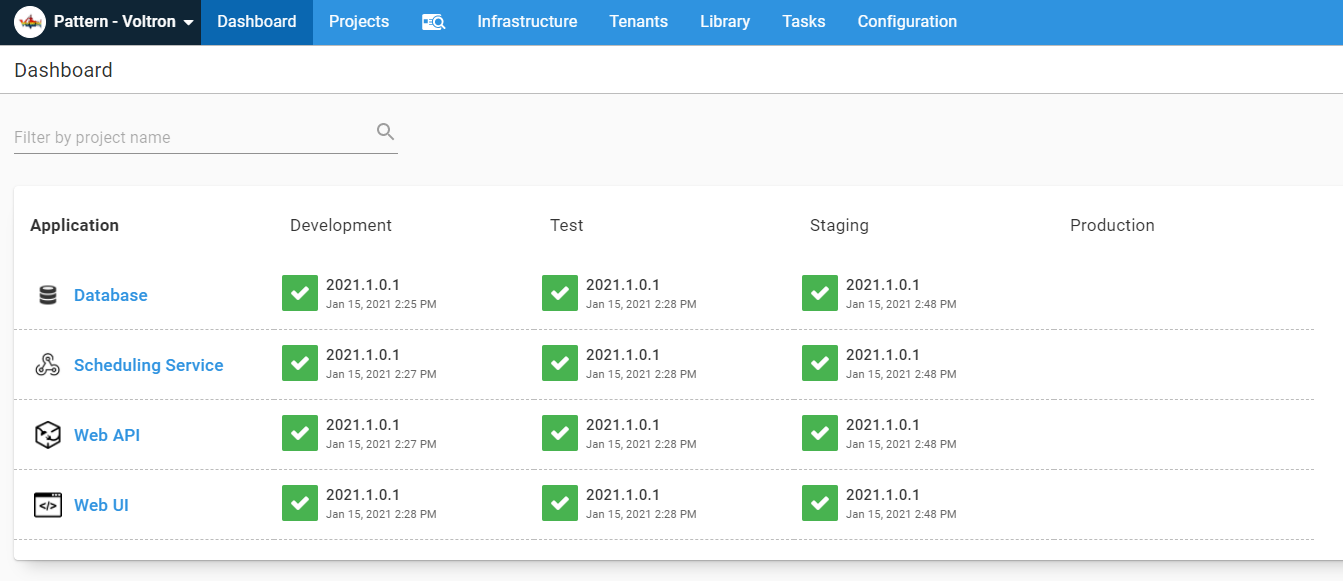 Pattern - Voltron Dashboard Projects Infrastructure Tenants Library Tasks Configuration
Dashboard
Filter by project name
Application Development Test Staging Production
Database 2021.1.0.1 2021.1.0.1 2021.1.0.1
Jan 15, 2021 2:25 PM Jan 15, 2021 2:28 PM Jan 15, 2021 2:48 PM
Scheduling Service 2021.1.0.1 2021.1.0.1 2021.1.0.1
Jan 15, 2021 2:27 PM Jan 15, 2021 2:28 PM Jan 15, 2021 2:48 PM
Web API 2021.1.0.1 2021.1.0.1 2021.1.0.1
Jan 15, 2021 2:27 PM Jan 15, 2021 2:28 PM Jan 15, 2021 2:48 PM
Web UI 2021.1.0.1 2021.1.0.1 2021.1.0.1
Jan 15, 2021 2:28 PM Jan 15, 2021 2:28 PM Jan 15, 2021 2:48 PM